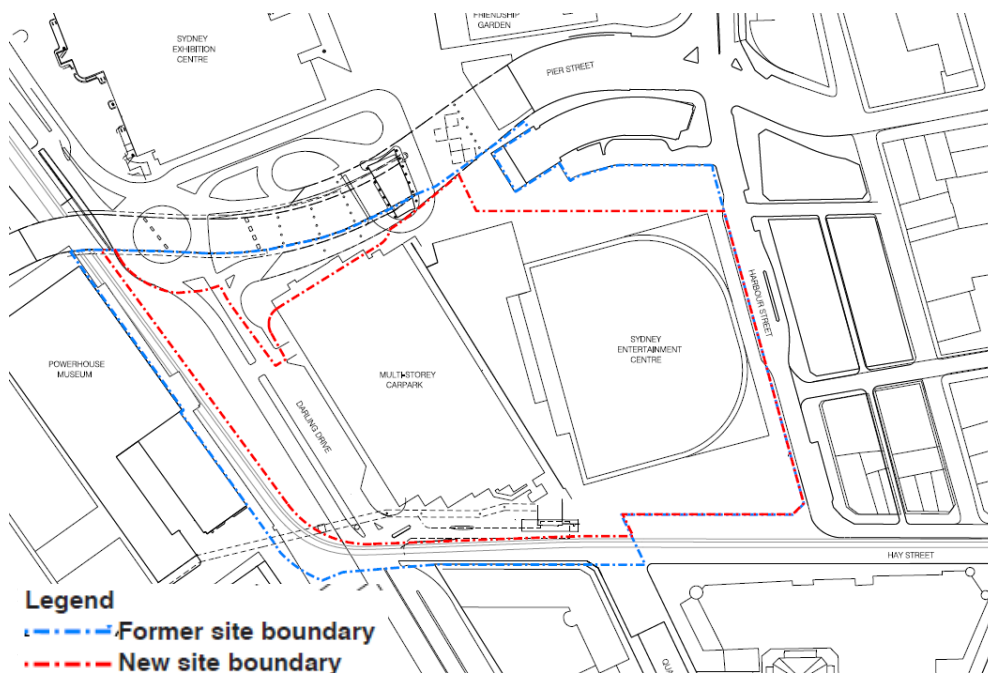 FRIENDSHIP
GARDEN
SYDNEY
EXHIBITION
CENTRE
PIER STREET
HARBOUR STREET
SYDNEY
ENTERTAINMENT
CENTRE
POWERHOUSE
MUSEUM
MULTI-STOREY
CARPARK
DARLING DRIVE
HAY STREET
Legend
Former site boundary
New site boundary